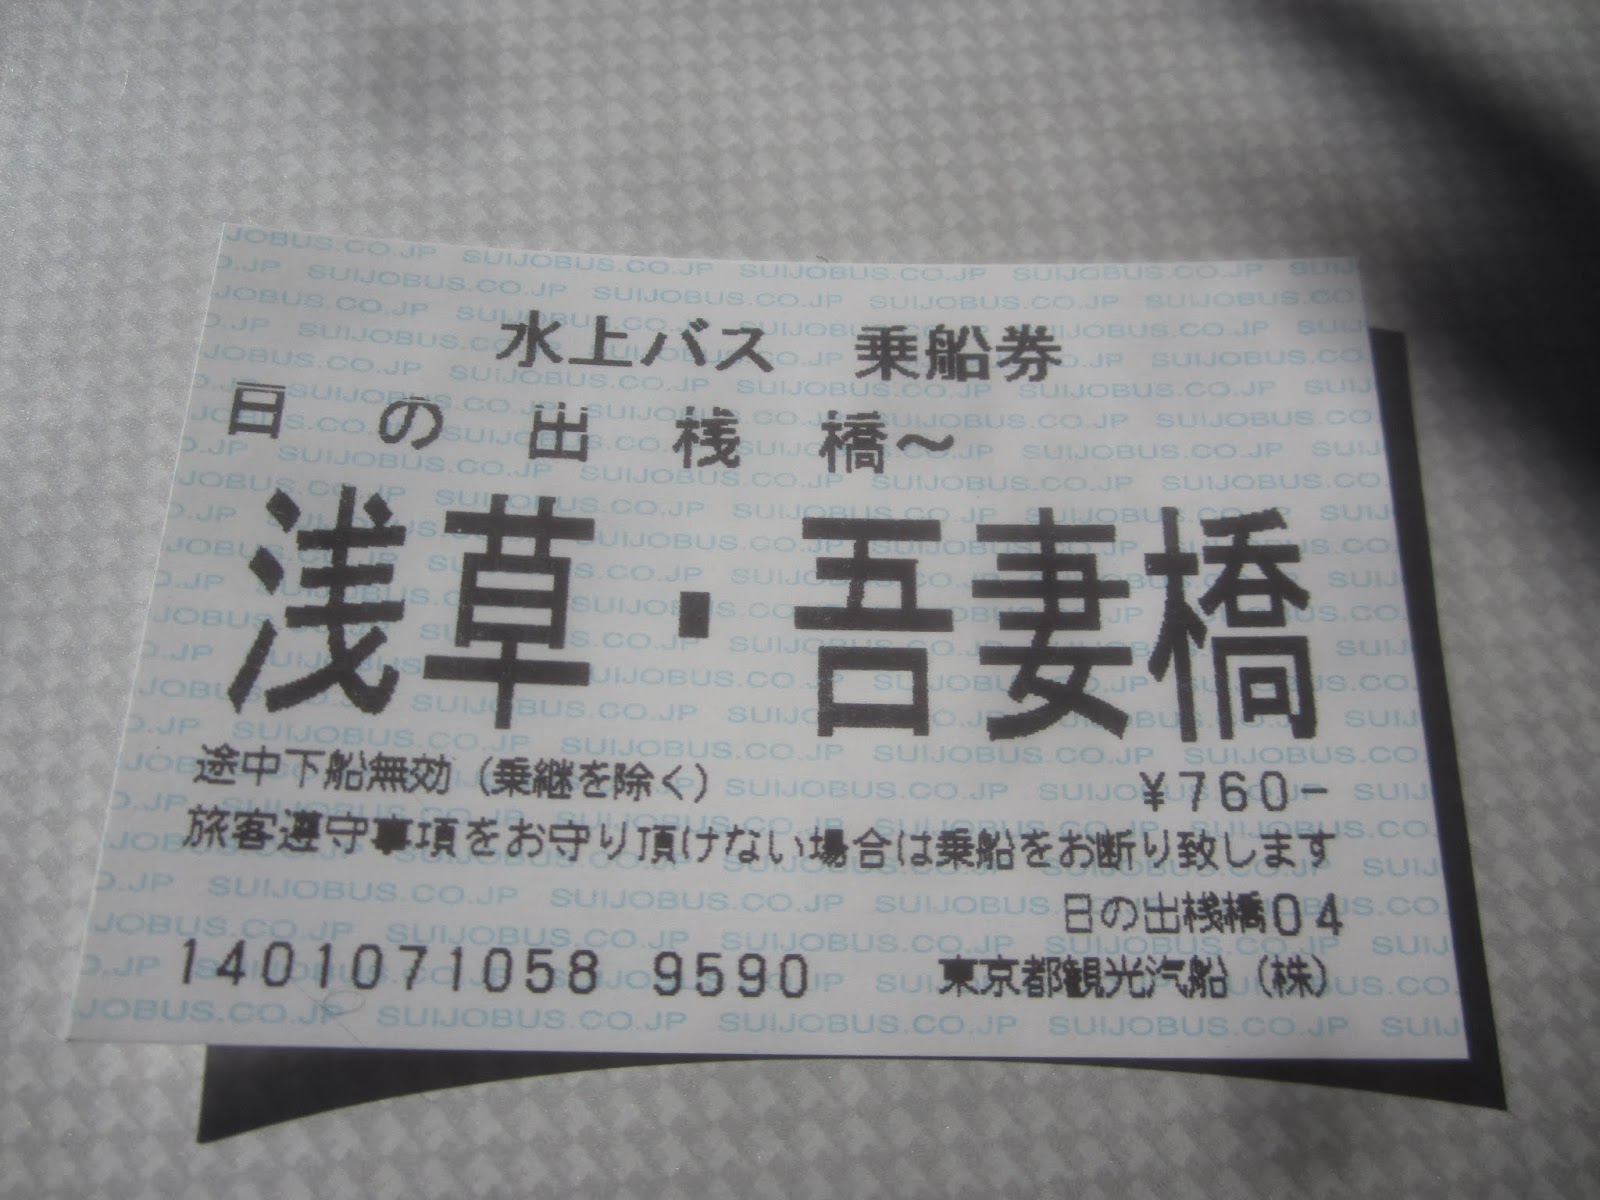 水上バス 乗船券
日の出桟橋～
浅草・吾妻橋
途中下船無効（乗継を除く）
¥760-
旅客遵守事項をお守り頂けない場合は乗船をお断り致します
日の出桟橋04
1401071058 9590
東京都観光汽船（株）
SUIJOBUS.CO.JP